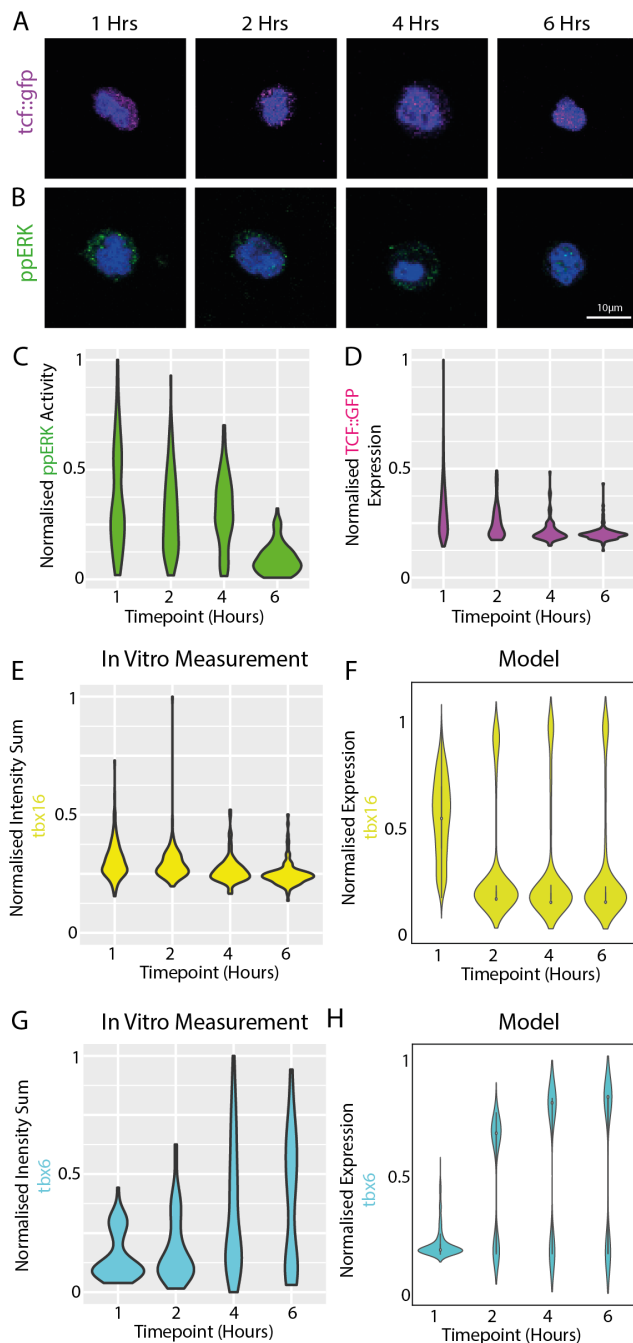 A
1 Hrs
2 Hrs
4 Hrs
6 Hrs
tcf::gfp
B
ppERK
10μm
C
Normalised ppERK Activity
1
0.5
0
1
2
4
6
Timepoint (Hours)
D
Normalised TCF::GFP
Expression
1
0.5
0
1
2
4
6
Timepoint (Hours)
E
In Vitro Measurement
Normalised Intensity Sum
tbx16
1
0.5
0
1
2
4
6
Timepoint (Hours)
F
Model
Normalised Expression
tbx16
1
0.5
0
1
2
4
6
Timepoint (Hours)
G
In Vitro Measurement
Normalised Inensity Sum
tbx6
1
0.5
0
1
2
4
6
Timepoint (Hours)
H
Model
Normalised Expression
tbx6
1
0.5
0
1
2
4
6
Timepoint (Hours)